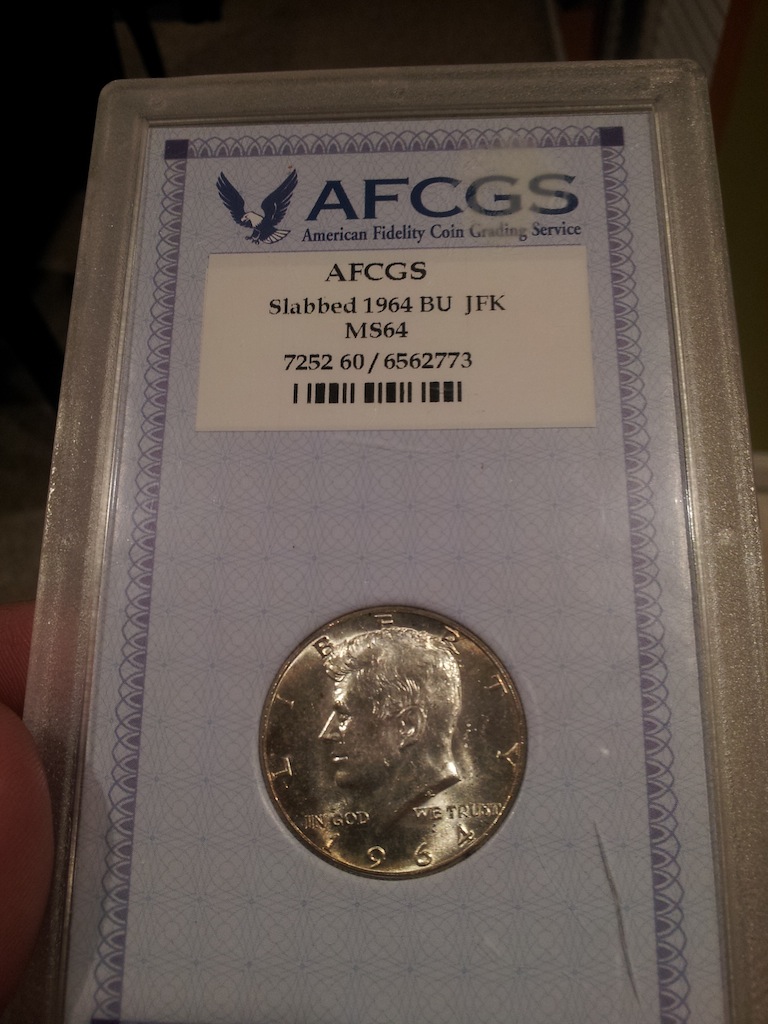 AFCGS
American Fidelity Coin Grading Service
AFCGS
Slabbed 1964 BU JFK
MS64
7252 60 / 6562773
LIBERTY
IN GOD WE TRUST
1964